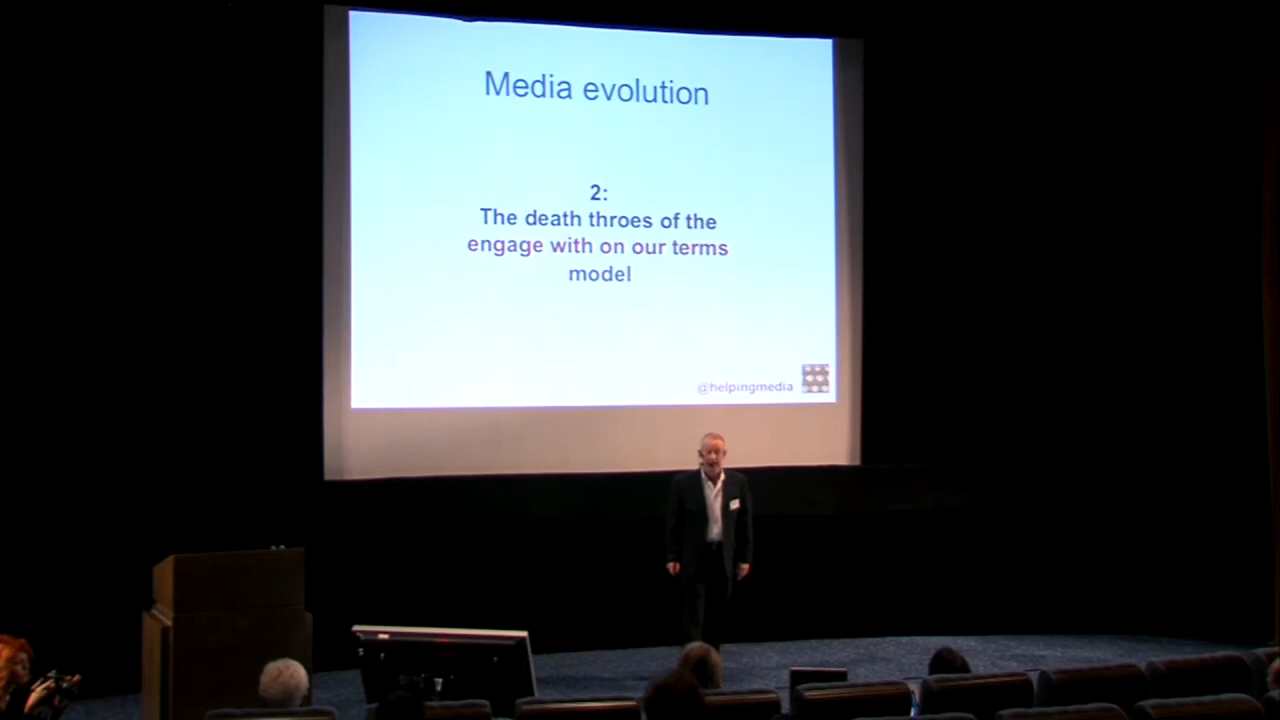 Media evolution
2:
The death throes of the
engage with on our terms
model
@helpingmedia